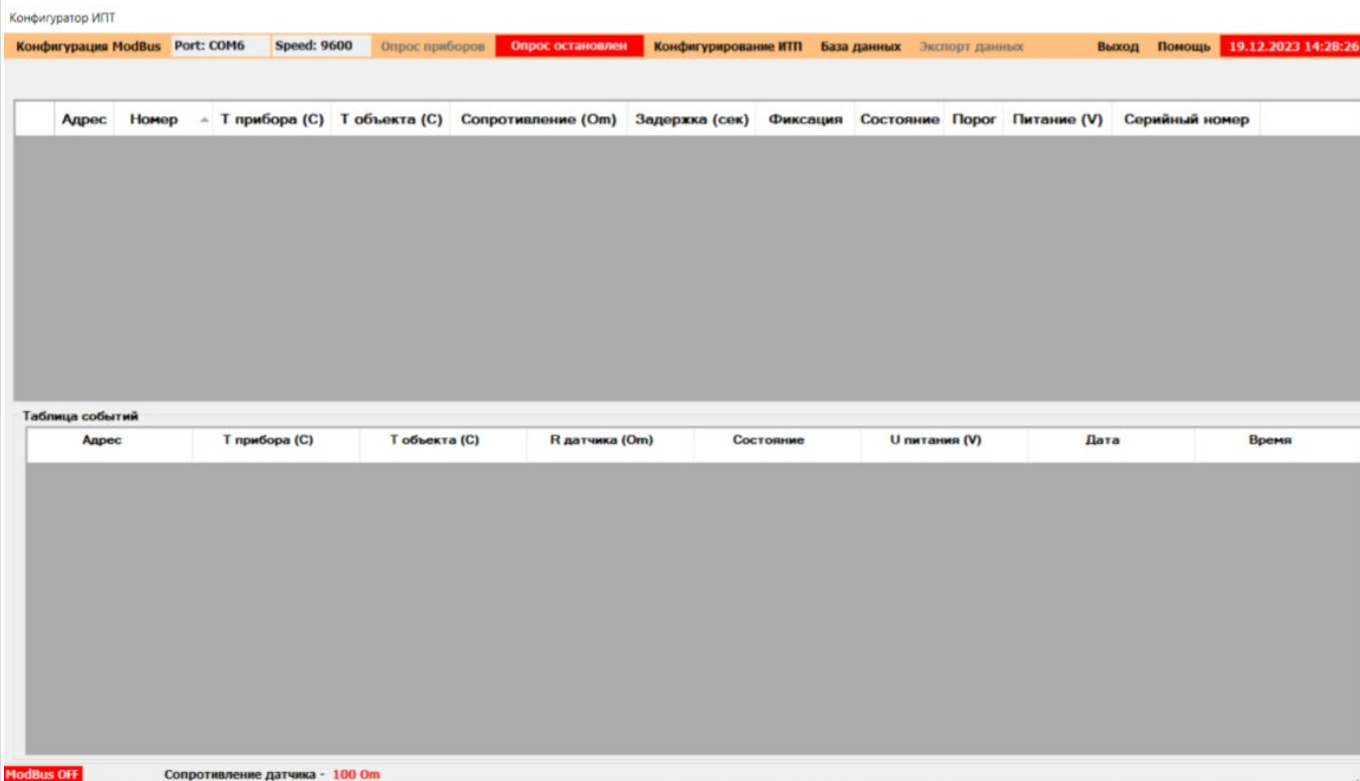 Конфигуратор ИПТ
Конфигурация ModBus Port: COM6 Speed: 9600 Опрос приборов Опрос остановлен Конфигурирование ИТП База данных Экспорт данных Выход Помощь 19.12.2023 14:28:26
Адрес Номер Т прибора (С) Т объекта (С) Сопротивление (Om) Задержка (сек) Фиксация Состояние Порог Питание (V) Серийный номер
Таблица событий
Адрес Т прибора (С) Т объекта (С) R датчика (Om) Состояние U питания (V) Дата Время
ModBus OFF Сопротивление датчика - 100 Om